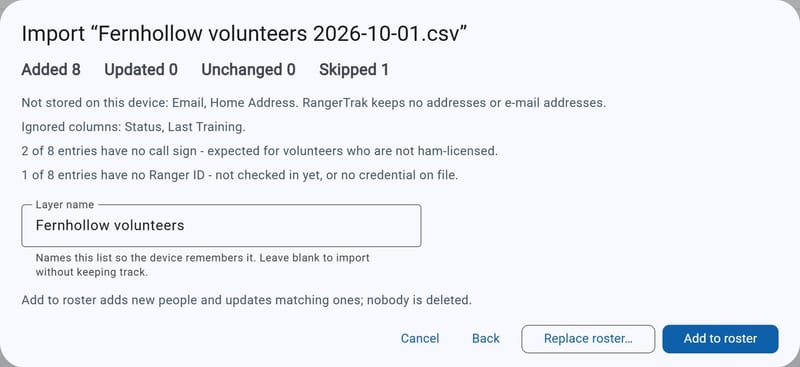 Import “Fernhollow volunteers 2026-10-01.csv”
Added 8 Updated 0 Unchanged 0 Skipped 1
Not stored on this device: Email, Home Address. RangerTrak keeps no addresses or e-mail addresses.
Ignored columns: Status, Last Training.
2 of 8 entries have no call sign - expected for volunteers who are not ham-licensed.
1 of 8 entries have no Ranger ID - not checked in yet, or no credential on file.
Layer name
Fernhollow volunteers
Names this list so the device remembers it. Leave blank to import
without keeping track.
Add to roster adds new people and updates matching ones; nobody is deleted.
Cancel Back Replace roster... Add to roster